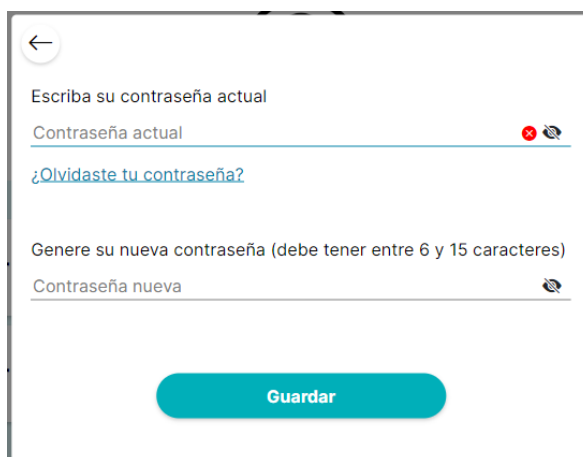 Escriba su contraseña actual
Contraseña actual
¿Olvidaste tu contraseña?
Genere su nueva contraseña (debe tener entre 6 y 15 caracteres)
Contraseña nueva
Guardar